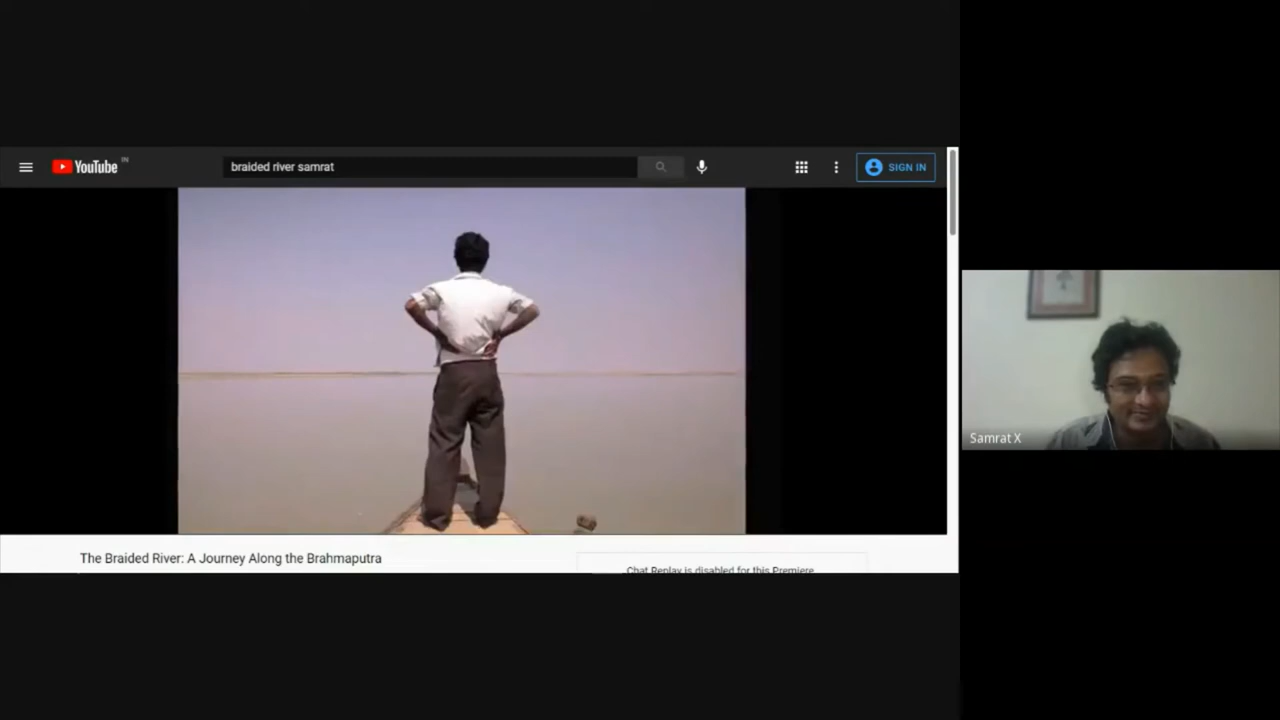 YouTube IN
braided river samrat
SIGN IN
Samrat X
The Braided River: A Journey Along the Brahmaputra
Chat Replay is disabled for this Premiere.